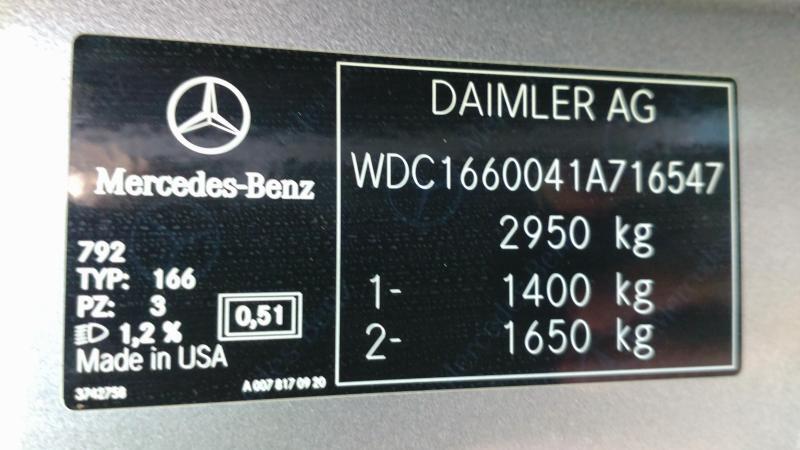 Mercedes-Benz
792
TYP: 166
PZ: 3
1,2 %
0,51
Made in USA
3742758
A 007 817 09 20
DAIMLER AG
WDC1660041A716547
2950 kg
1- 1400 kg
2- 1650 kg